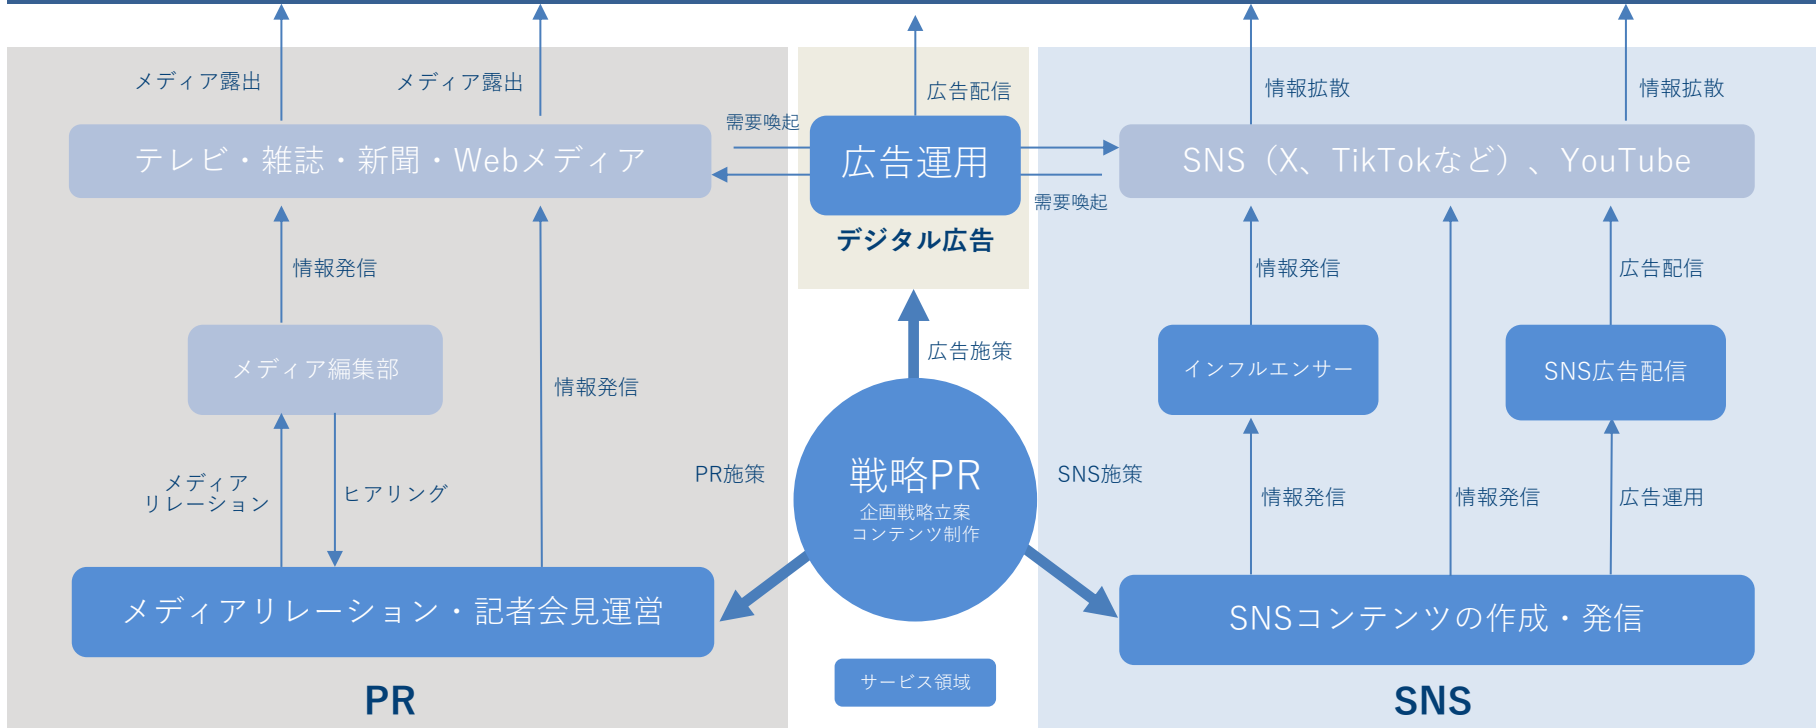 メディア露出
メディア露出
広告配信
情報拡散
情報拡散
テレビ・雑誌・新聞・Webメディア
需要喚起
広告運用
需要喚起
SNS（X、TikTokなど）、YouTube
デジタル広告
情報発信
情報発信
広告配信
メディア編集部
情報発信
広告施策
インフルエンサー
SNS広告配信
メディア
リレーション
ヒアリング
PR施策
戦略PR
企画戦略立案
コンテンツ制作
SNS施策
情報発信
情報発信
広告運用
メディアリレーション・記者会見運営
SNSコンテンツの作成・発信
サービス領域
PR
SNS